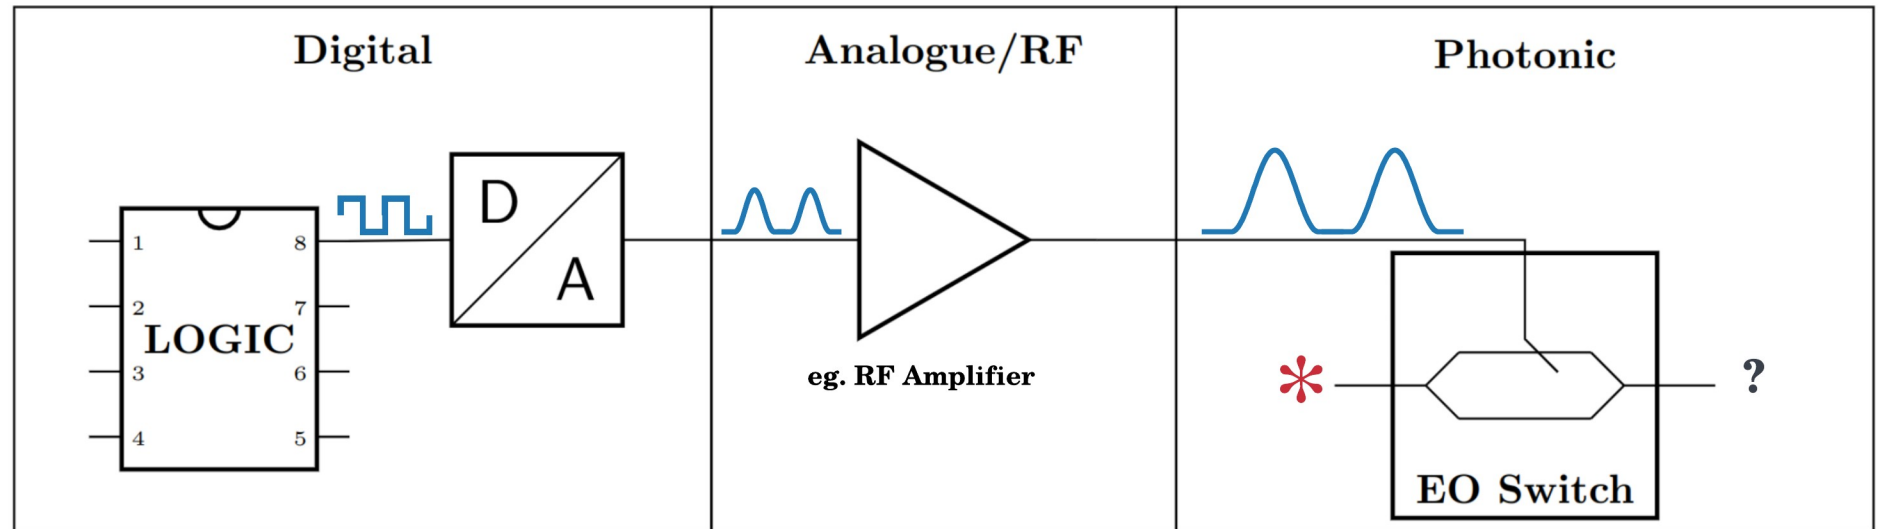 Digital
Analogue/RF
Photonic
D
A
1
8
2
7
LOGIC
3
6
4
5
eg. RF Amplifier
*
?
EO Switch